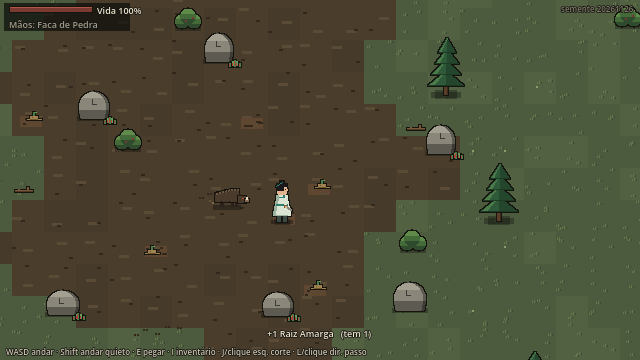 Vida 100%
semente 20261126
Mãos: Faca de Pedra
+1 Raiz Amarga (tem 1)
WASD andar · Shift andar quieto · E pegar · I inventário · J/clique esq. corte · L/clique dir. passo